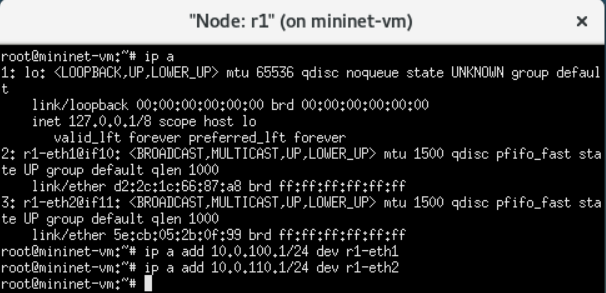 "Node: r1" (on mininet-vm)
×
root@mininet-vm:~# ip a
1: lo: <LOOPBACK,UP,LOWER_UP> mtu 65536 qdisc noqueue state UNKNOWN group defaul
t
    link/loopback 00:00:00:00:00:00 brd 00:00:00:00:00:00
    inet 127.0.0.1/8 scope host lo
       valid_lft forever preferred_lft forever
2: r1-eth1@if10: <BROADCAST,MULTICAST,UP,LOWER_UP> mtu 1500 qdisc pfifo_fast sta
te UP group default qlen 1000
    link/ether d2:2c:1c:66:87:a8 brd ff:ff:ff:ff:ff:ff
3: r1-eth2@if11: <BROADCAST,MULTICAST,UP,LOWER_UP> mtu 1500 qdisc pfifo_fast sta
te UP group default qlen 1000
    link/ether 5e:cb:05:2b:0f:99 brd ff:ff:ff:ff:ff:ff
root@mininet-vm:~# ip a add 10.0.100.1/24 dev r1-eth1
root@mininet-vm:~# ip a add 10.0.110.1/24 dev r1-eth2
root@mininet-vm:~#